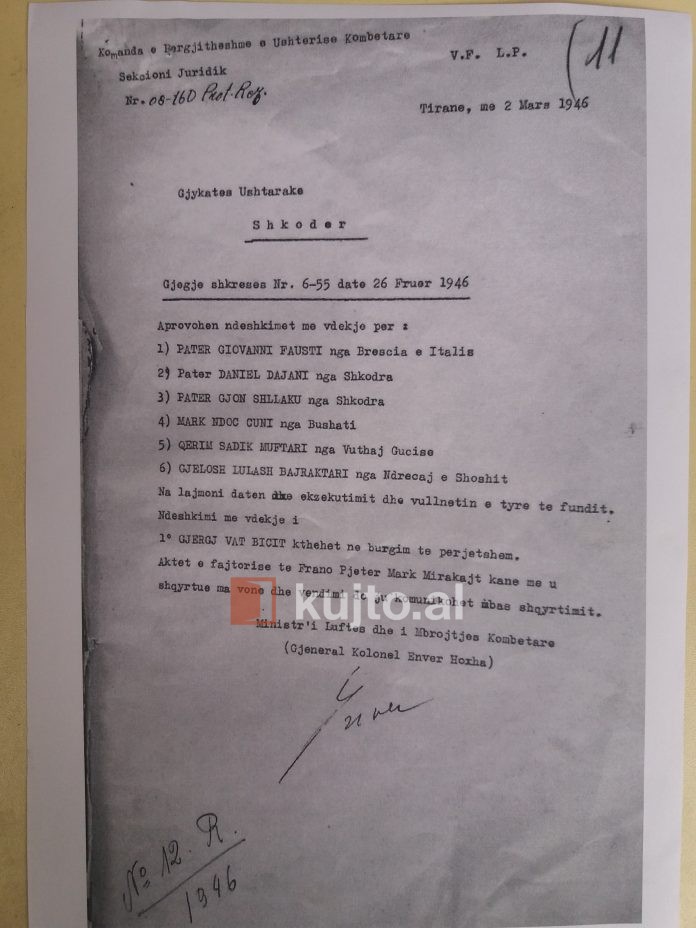 Komanda e Pergjitheshme e Ushterise Kombetare
V.F. L.P.
11
Seksioni Juridik
Nr. 08-160 Prot. Rez.
Tirane, me 2 Mars 1946
Gjykates Ushtarake
Shkoder
Gjegje shkreses Nr. 6-55 date 26 Fruer 1946
Aprovohen ndeshkimet me vdekje per :
1) PATER GIOVANNI FAUSTI nga Brescia e Italis
2) Pater DANIEL DAJANI nga Shkodra
3) PATER GJON SHLLAKU nga Shkodra
4) MARK NDOC CUNI nga Bushati
5) QERIM SADIK MUFTARI nga Vuthaj Gucise
6) GJELOSH LULASH BAJRAKTARI nga Ndrecaj e Shoshit
Na lajmoni daten dhe ekzekutimit dhe vullnetin e tyre te fundit.
Ndeshkimi me vdekje i
1° GJERGJ VAT BICIT kthehet ne burgim te perjetshem.
Aktet e fajtorise te Frano Pjeter Mark Mirakajt kane me u
shqyrtue ma vone dhe vendimi do ju komunikohet mbas shqyrtimit.
kujto.al
Ministr'i Luftes dhe i Mbrojtjes Kombetare
(Gjeneral Kolonel Enver Hoxha)
Enver
No 12. R.
1946